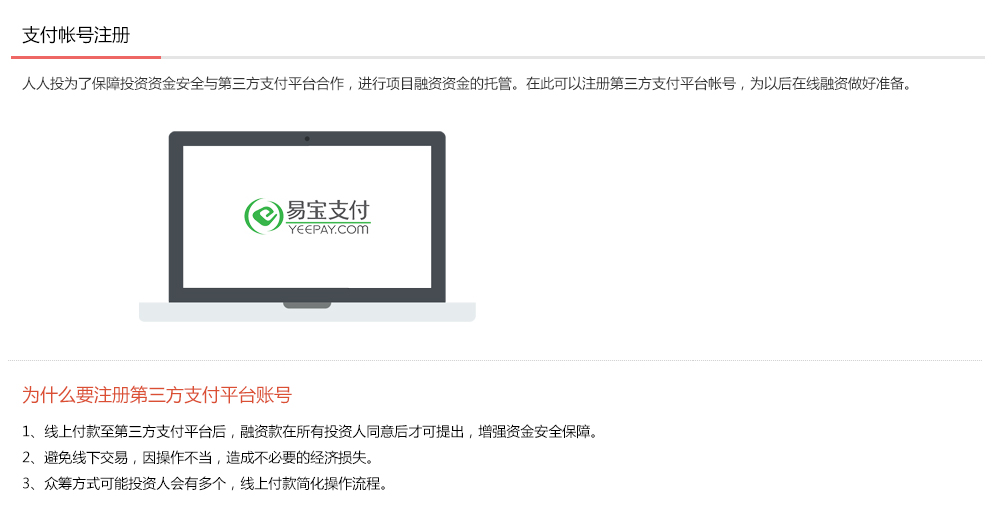 支付帐号注册
人人投为了保障投资资金安全与第三方支付平台合作，进行项目融资资金的托管。在此可以注册第三方支付平台帐号，为以后在线融资做好准备。
易宝支付
YEEPAY.COM
为什么要注册第三方支付平台账号
1、线上付款至第三方支付平台后，融资款在所有投资人同意后才可提出，增强资金安全保障。
2、避免线下交易，因操作不当，造成不必要的经济损失。
3、众筹方式可能投资人会有多个，线上付款简化操作流程。